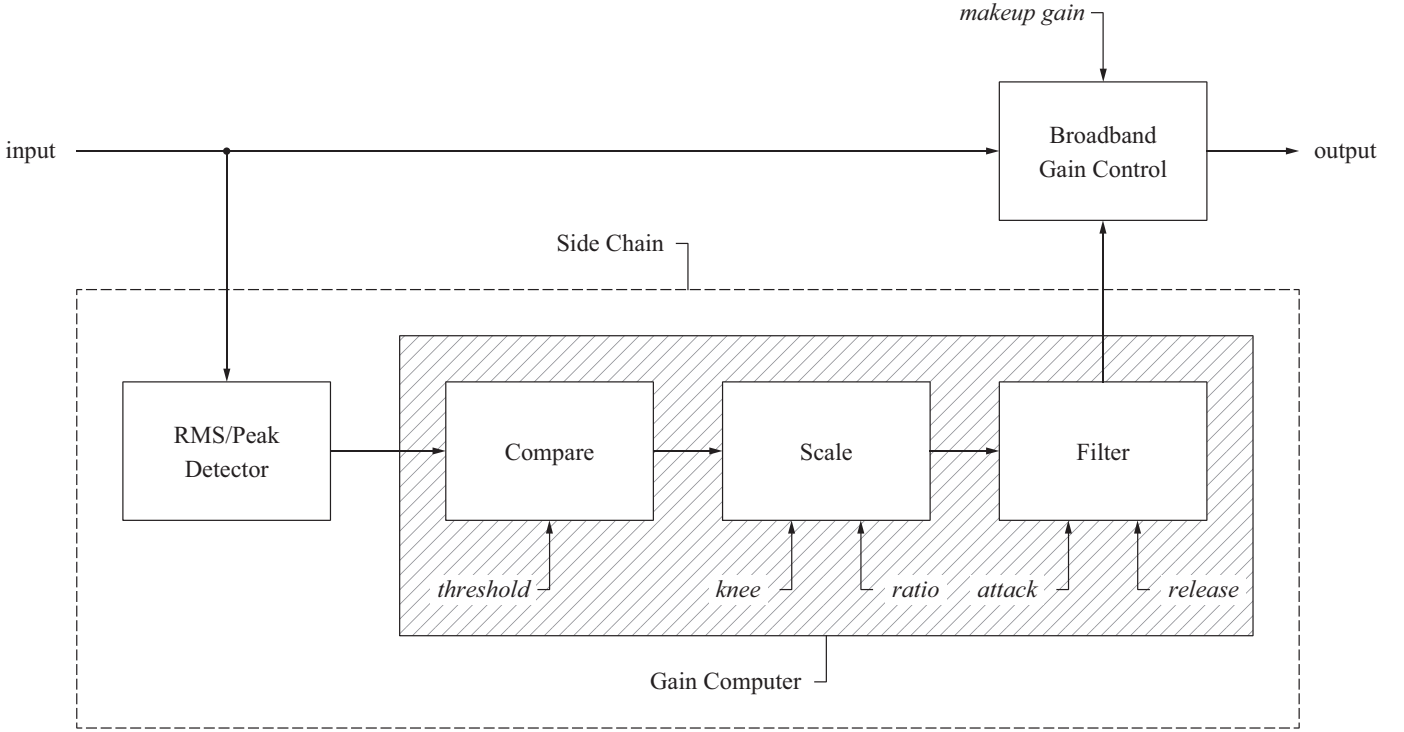 makeup gain
input
Broadband
Gain Control
output
Side Chain
RMS/Peak
Detector
Compare
Scale
Filter
threshold
knee
ratio
attack
release
Gain Computer